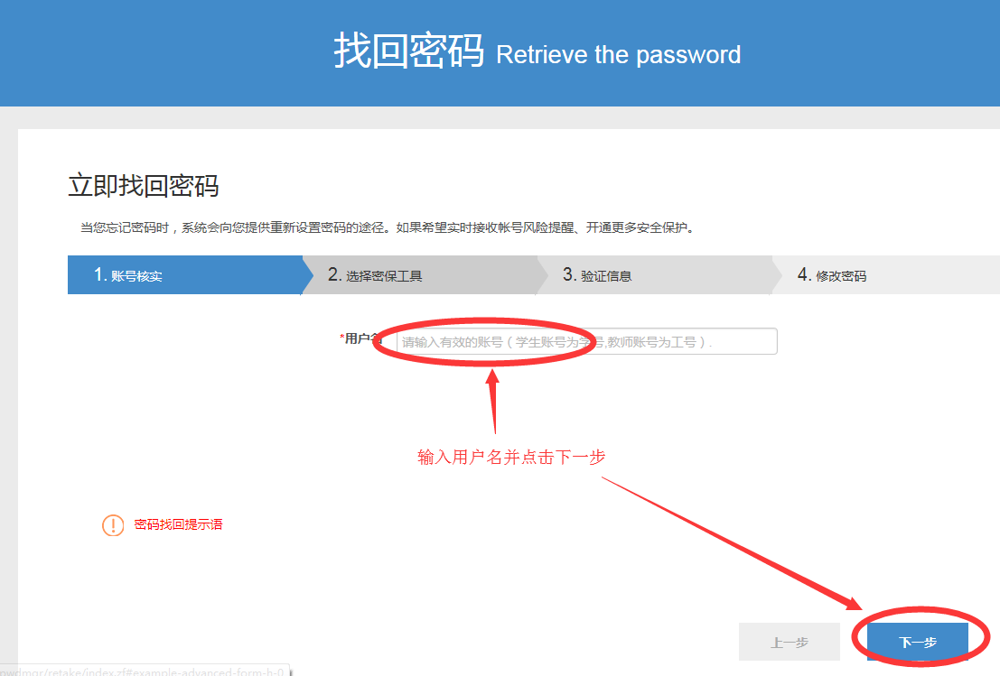 找回密码 Retrieve the password
立即找回密码
当您忘记密码时，系统会向您提供重新设置密码的途径。如果希望实时接收帐号风险提醒、开通更多安全保护。
1. 账号核实 2. 选择密保工具 3. 验证信息 4. 修改密码
*用户名 请输入有效的账号（学生账号为学号,教师账号为工号）.
输入用户名并点击下一步
密码找回提示语
上一步 下一步
pwdmgr/retake/index.zf#example-advanced-form-h-0